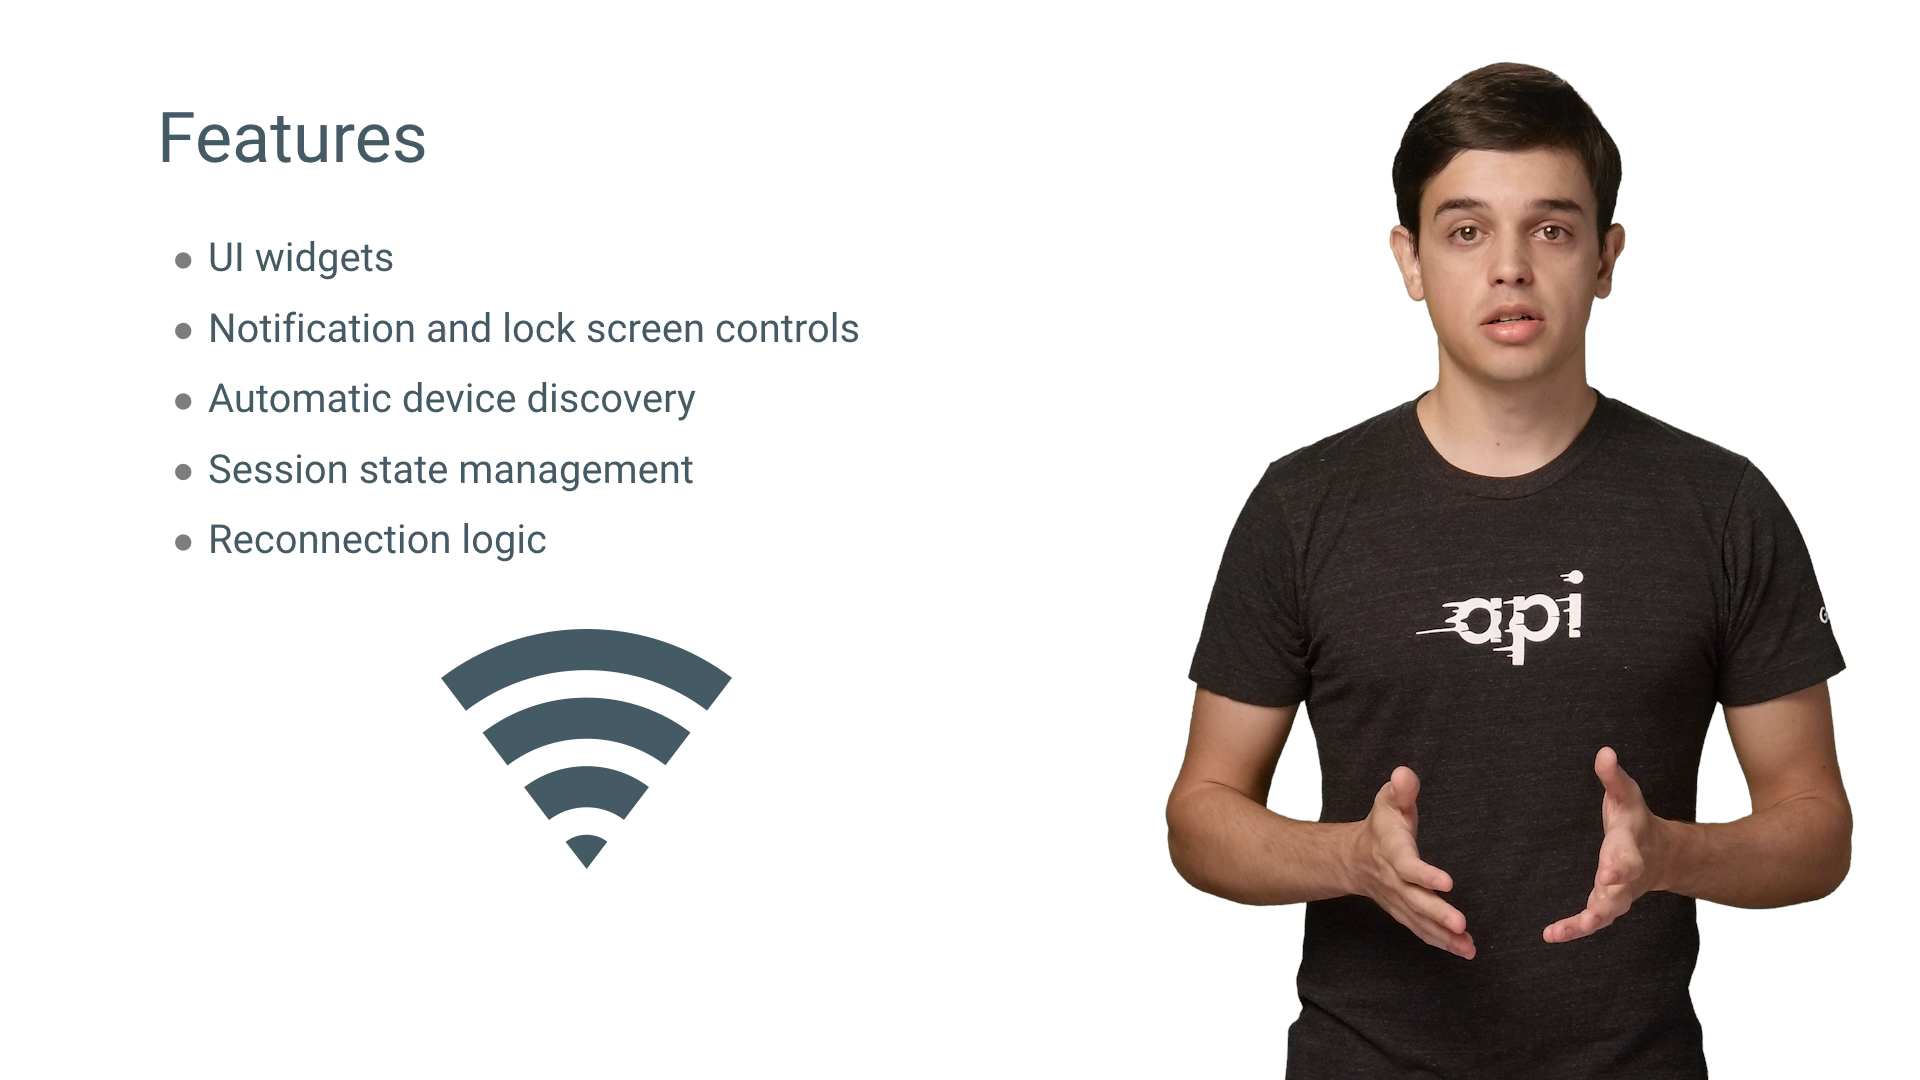 Features
UI widgets
Notification and lock screen controls
Automatic device discovery
Session state management
Reconnection logic
api